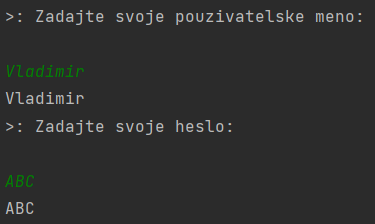 >: Zadajte svoje pouzivatelske meno:
Vladimir
Vladimir
>: Zadajte svoje heslo:
ABC
ABC